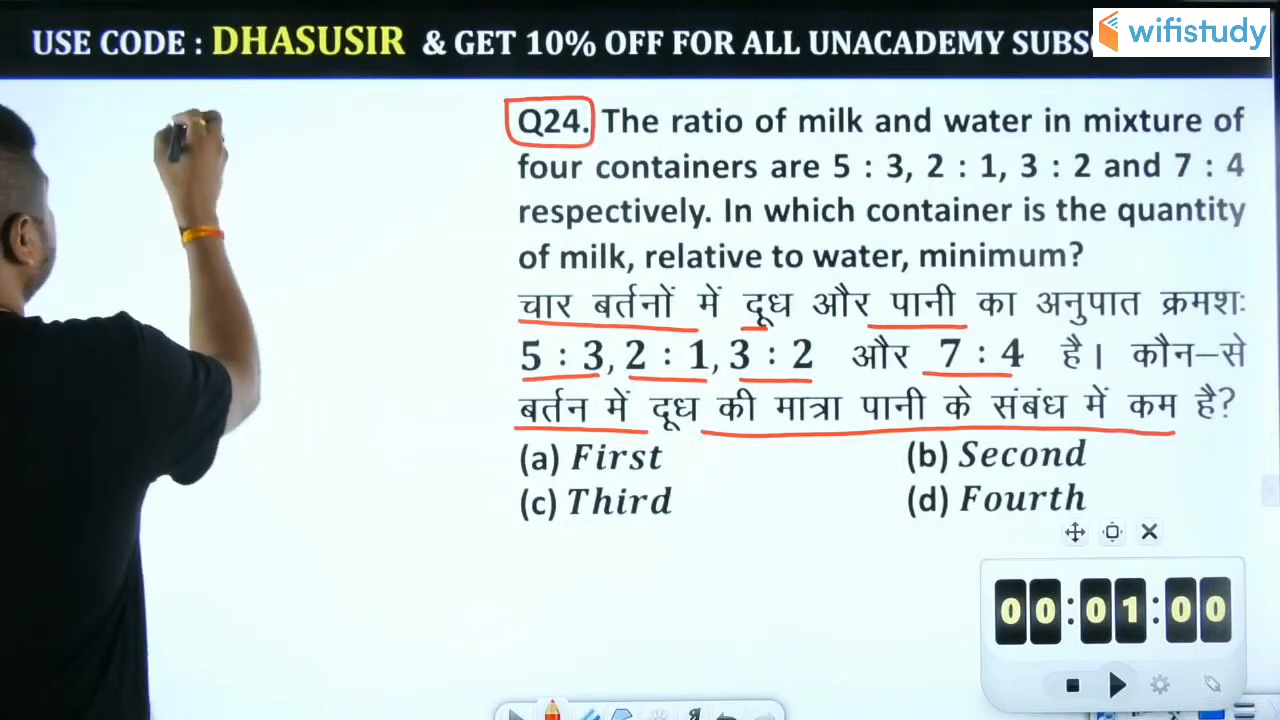 USE CODE : DHASUSIR & GET 10% OFF FOR ALL UNACADEMY SUBS
wifistudy
Q24. The ratio of milk and water in mixture of
four containers are 5 : 3, 2 : 1, 3 : 2 and 7 : 4
respectively. In which container is the quantity
of milk, relative to water, minimum?
चार बर्तनों में दूध और पानी का अनुपात क्रमशः
5 : 3, 2 : 1, 3 : 2 और 7 : 4 है। कौन–से
बर्तन में दूध की मात्रा पानी के संबंध में कम है?
(a) First (b) Second
(c) Third (d) Fourth
00:01:00